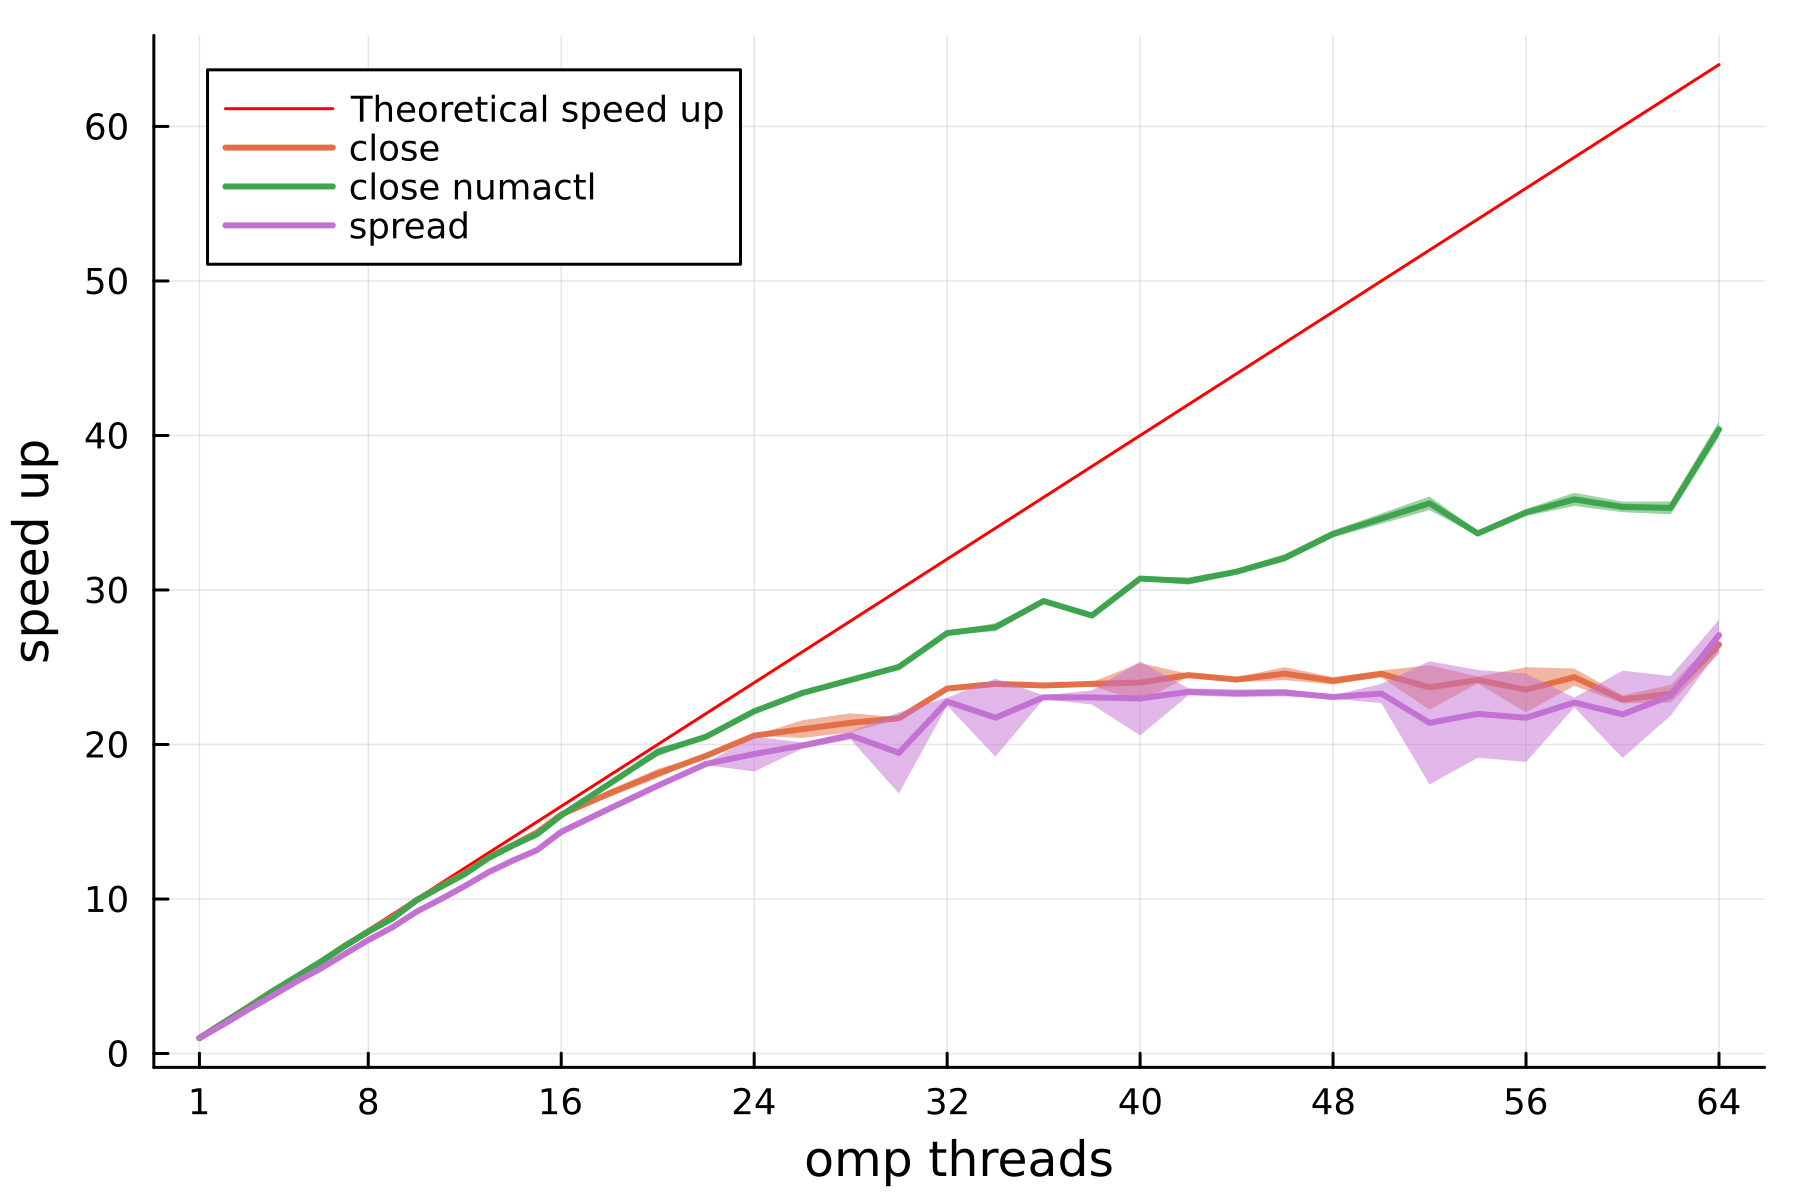 Theoretical speed up
close
close numactl
spread
60
50
40
30
20
10
0
speed up
1 8 16 24 32 40 48 56 64
omp threads